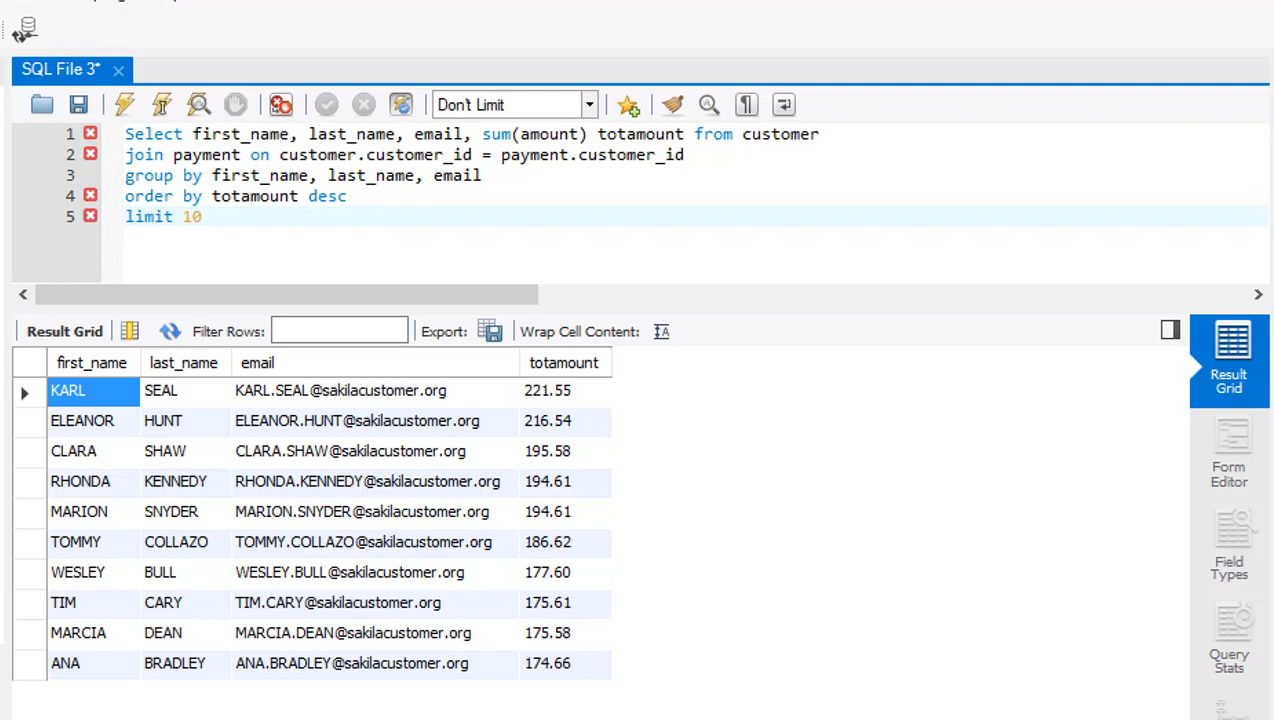 SQL File 3*
Don't Limit
1 Select first_name, last_name, email, sum(amount) totamount from customer
2 join payment on customer.customer_id = payment.customer_id
3 group by first_name, last_name, email
4 order by totamount desc
5 limit 10
Result Grid Filter Rows: Export: Wrap Cell Content:
first_name last_name email totamount
KARL SEAL KARL.SEAL@sakilacustomer.org 221.55
ELEANOR HUNT ELEANOR.HUNT@sakilacustomer.org 216.54
CLARA SHAW CLARA.SHAW@sakilacustomer.org 195.58
RHONDA KENNEDY RHONDA.KENNEDY@sakilacustomer.org 194.61
MARION SNYDER MARION.SNYDER@sakilacustomer.org 194.61
TOMMY COLLAZO TOMMY.COLLAZO@sakilacustomer.org 186.62
WESLEY BULL WESLEY.BULL@sakilacustomer.org 177.60
TIM CARY TIM.CARY@sakilacustomer.org 175.61
MARCIA DEAN MARCIA.DEAN@sakilacustomer.org 175.58
ANA BRADLEY ANA.BRADLEY@sakilacustomer.org 174.66
Result
Grid
Form
Editor
Field
Types
Query
Stats